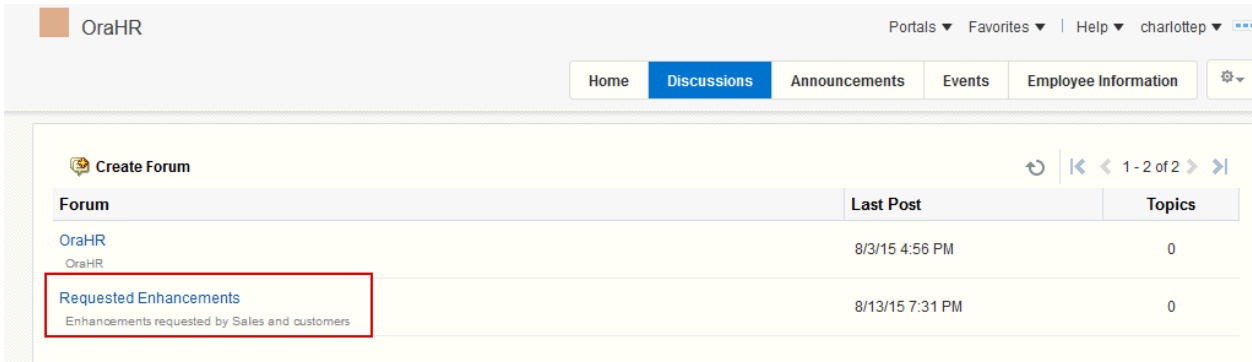 OraHR
Portals Favorites | Help charlottep
Home Discussions Announcements Events Employee Information
Create Forum
1 - 2 of 2
Forum Last Post Topics
OraHR 8/3/15 4:56 PM 0
OraHR
Requested Enhancements 8/13/15 7:31 PM 0
Enhancements requested by Sales and customers